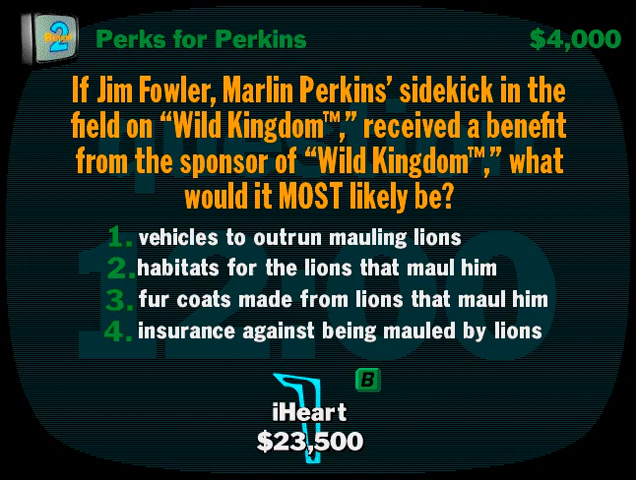 Round 2
Perks for Perkins
$4,000
If Jim Fowler, Marlin Perkins' sidekick in the
field on "Wild Kingdom™," received a benefit
from the sponsor of "Wild Kingdom™," what
would it MOST likely be?
1. vehicles to outrun mauling lions
2. habitats for the lions that maul him
3. fur coats made from lions that maul him
4. insurance against being mauled by lions
B
iHeart
$23,500